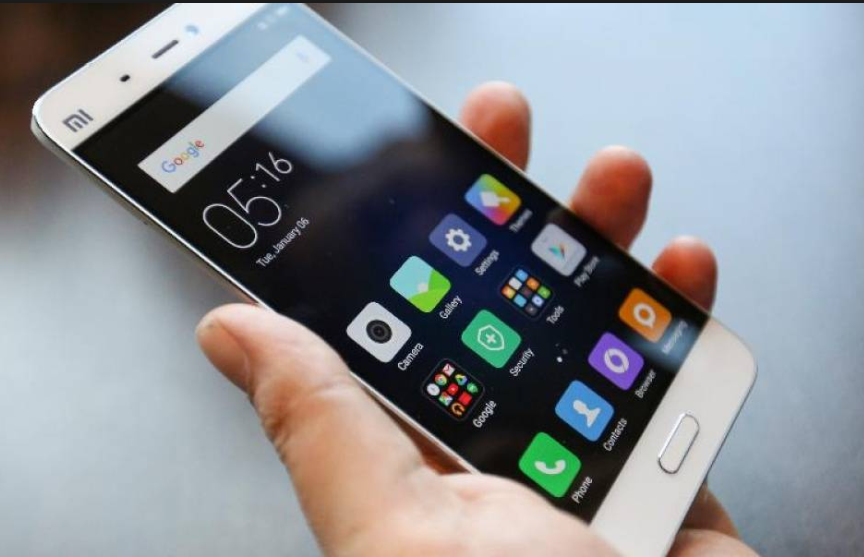 MI
Google
05:16
Tue, January 06
Camera
Gallery
Settings
Themes
Google
Security
Tools
Play Store
Phone
Contacts
Browser
Messaging